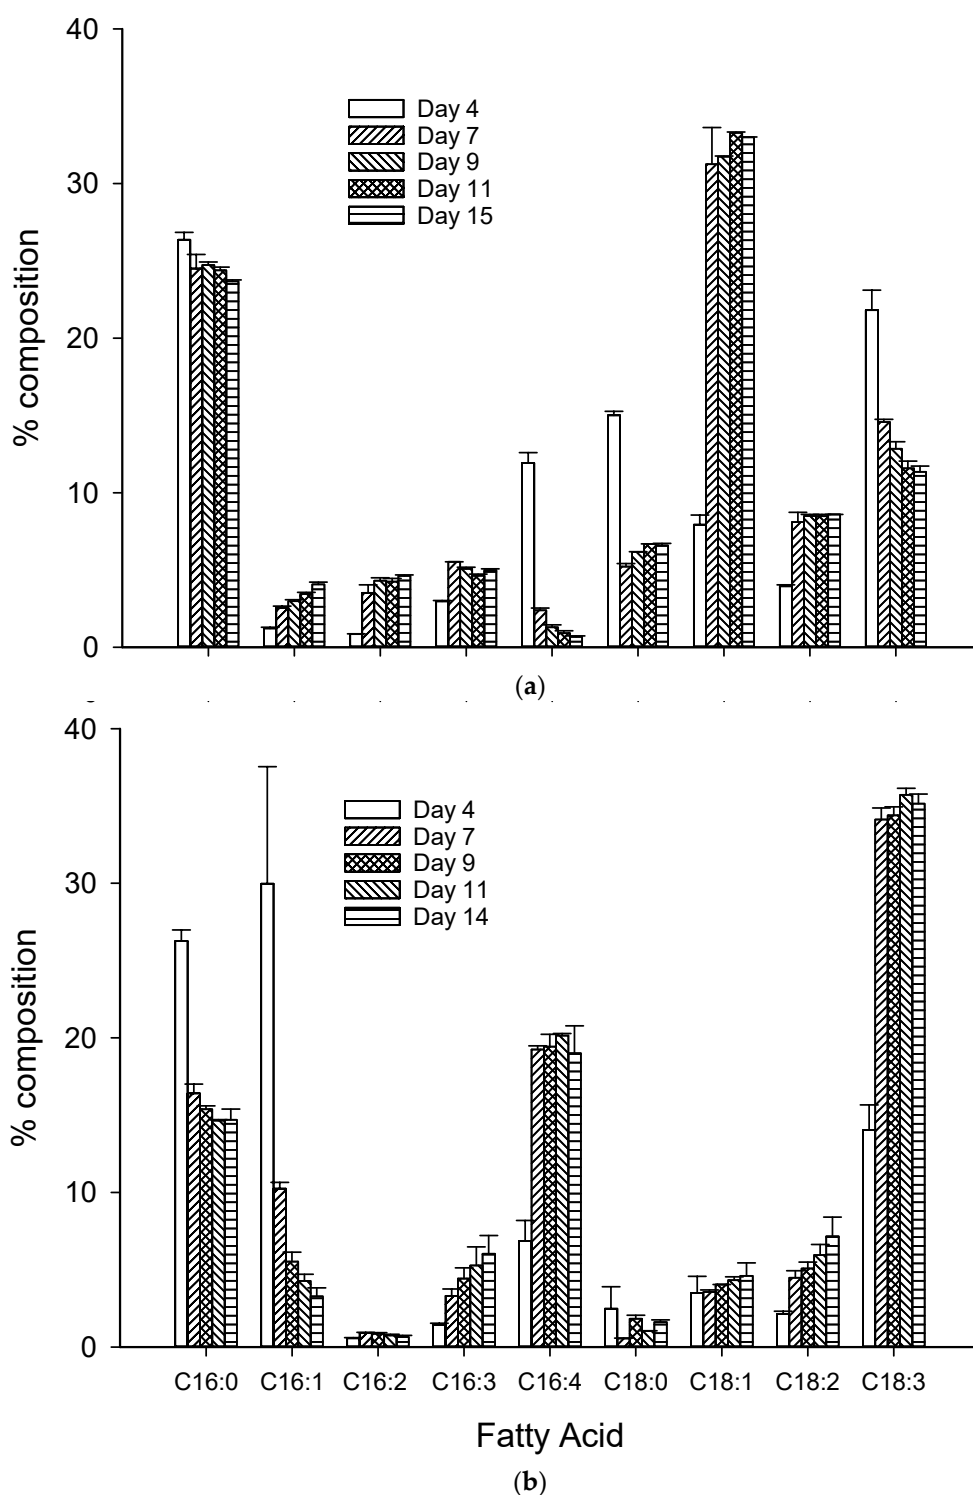 40
30
20
10
0
% composition
Day 4
Day 7
Day 9
Day 11
Day 15
(a)
40
30
20
10
0
% composition
Day 4
Day 7
Day 9
Day 11
Day 14
C16:0 C16:1 C16:2 C16:3 C16:4 C18:0 C18:1 C18:2 C18:3
Fatty Acid
(b)